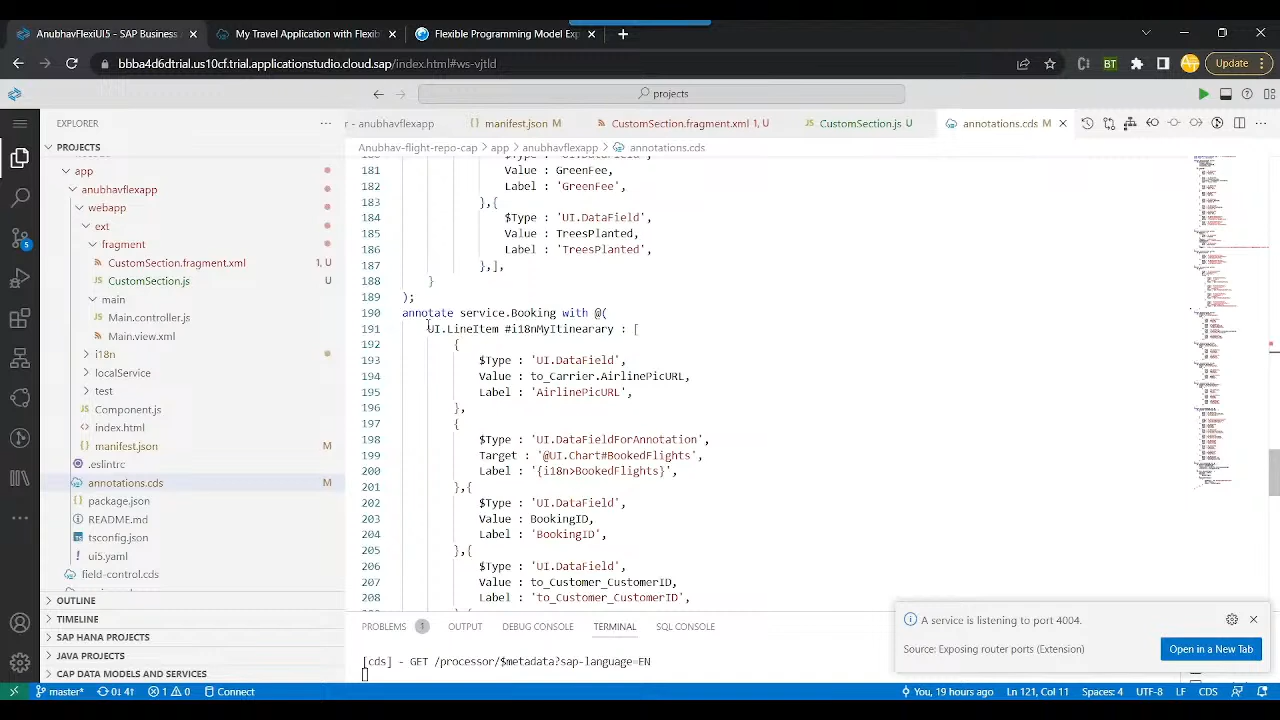 AnubhavFlexiUI5 - SAP Business
My Travel Application with Flexib
Flexible Programming Model Exp
bbba4d6dtrial.us10cf.trial.applicationstudio.cloud.sap/index.html#ws-vjtld
Update
projects
EXPLORER
r - anubhavflexapp
manifest.json M
CustomSection.fragment.xml 1, U
CustomSection.js U
annotations.cds M
PROJECTS
Anubhav-flight-repo-cap > app > anubhavflexapp > annotations.cds
app
anubhavflexapp
webapp
ext
fragment
CustomSection.fragment.xml 1, U
CustomSection.js U
main
Main.controller.js
Main.view.xml
i18n
localService
test
Component.js
index.html
manifest.json M
.eslintrc
annotations.cds M
package.json
README.md
tsconfig.json
ui5.yaml
field-control.cds
OUTLINE
TIMELINE
SAP HANA PROJECTS
JAVA PROJECTS
CAP DATA MODELS AND SERVICES
180 $Type : 'UI.DataField',
181 Value : GreenFee,
182 Label : 'GreenFee',
183 },{
184 $Type : 'UI.DataField',
185 Value : TreesPlanted,
186 Label : 'TreesPlanted',
187 },
188 ],
189 );
190 annotate service.Booking with @(
191 UI.LineItem #i18nMyItinerary : [
192 {
193 $Type : 'UI.DataField',
194 Value : to_Carrier.AirlinePicURL,
195 Label : 'AirlinePicURL',
196 },
197 {
198 $Type : 'UI.DataFieldForAnnotation',
199 Target : '@UI.Chart#BookedFlights',
200 Label : '{i18n>BookedFlights}',
201 },{
202 $Type : 'UI.DataField',
203 Value : BookingID,
204 Label : 'BookingID',
205 },{
206 $Type : 'UI.DataField',
207 Value : to_Customer_CustomerID,
208 Label : 'to_Customer_CustomerID',
PROBLEMS 1 OUTPUT DEBUG CONSOLE TERMINAL SQL CONSOLE
[cds] - GET /processor/$metadata?sap-language=EN
A service is listening to port 4004.
Source: Exposing router ports (Extension)
Open in a New Tab
5
master* 0↓ 4↑ 1 0 Connect
You, 19 hours ago Ln 121, Col 11 Spaces: 4 UTF-8 LF CDS